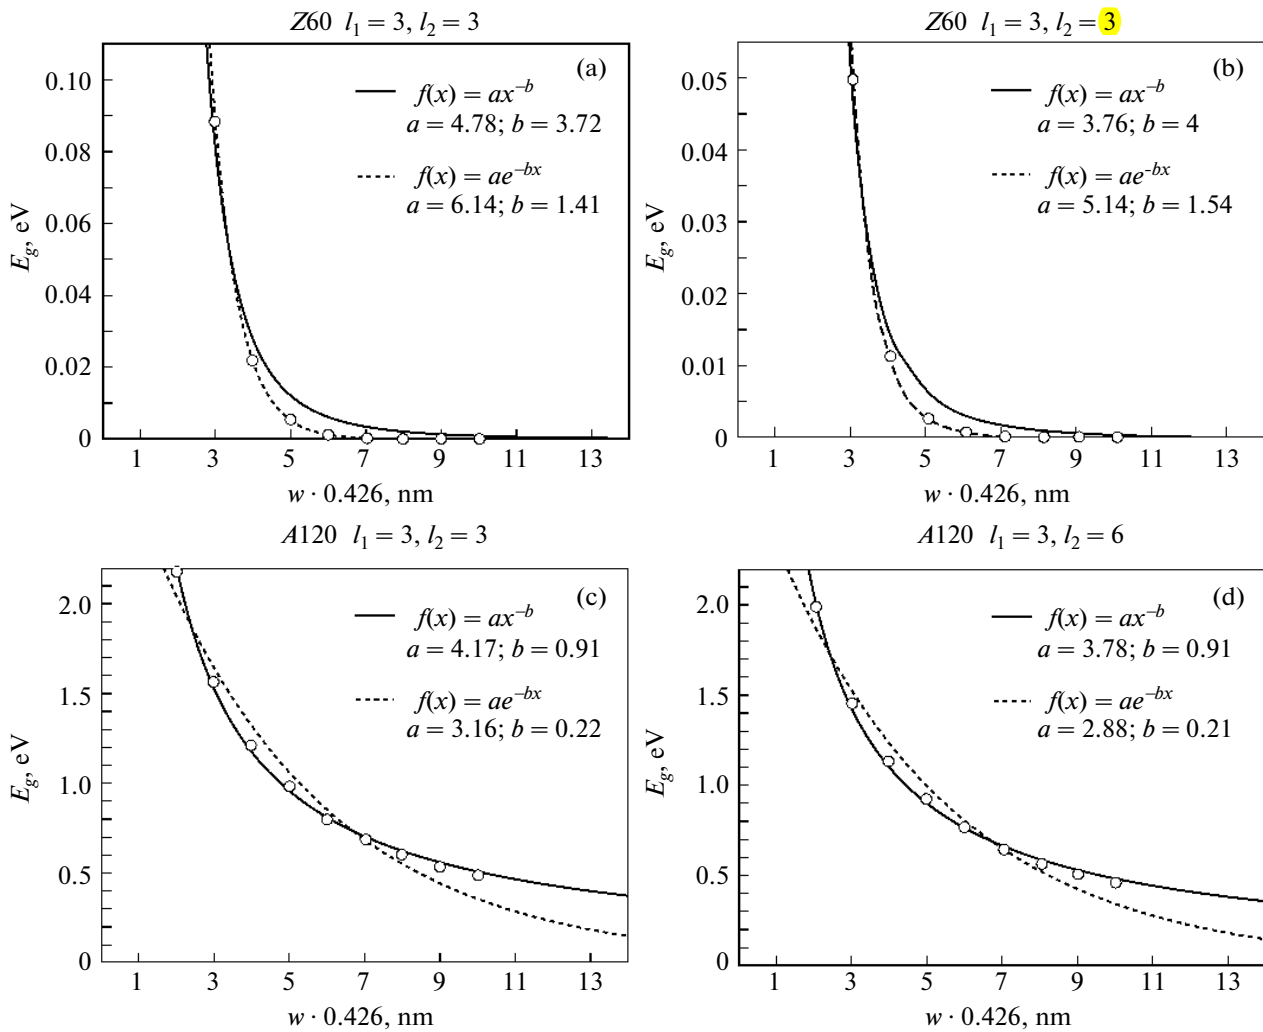 Z60 l₁ = 3, l₂ = 3
(a)
f(x) = ax⁻ᵇ
a = 4.78; b = 3.72
f(x) = ae⁻ᵇˣ
a = 6.14; b = 1.41
E_g, eV
0.10
0.08
0.06
0.04
0.02
0
1 3 5 7 9 11 13
w · 0.426, nm
Z60 l₁ = 3, l₂ = 3
(b)
f(x) = ax⁻ᵇ
a = 3.76; b = 4
f(x) = ae⁻ᵇˣ
a = 5.14; b = 1.54
E_g, eV
0.05
0.04
0.03
0.02
0.01
0
1 3 5 7 9 11 13
w · 0.426, nm
A120 l₁ = 3, l₂ = 3
(c)
f(x) = ax⁻ᵇ
a = 4.17; b = 0.91
f(x) = ae⁻ᵇˣ
a = 3.16; b = 0.22
E_g, eV
2.0
1.5
1.0
0.5
0
1 3 5 7 9 11 13
w · 0.426, nm
A120 l₁ = 3, l₂ = 6
(d)
f(x) = ax⁻ᵇ
a = 3.78; b = 0.91
f(x) = ae⁻ᵇˣ
a = 2.88; b = 0.21
E_g, eV
2.0
1.5
1.0
0.5
0
1 3 5 7 9 11 13
w · 0.426, nm